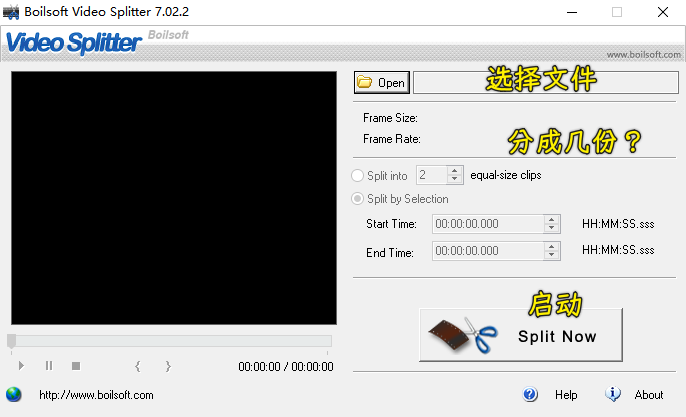 Boilsoft Video Splitter 7.02.2
Video Splitter Boilsoft
www.boilsoft.com
Open 选择文件
Frame Size:
Frame Rate:
分成几份？
Split into 2 equal-size clips
Split by Selection
Start Time: 00:00:00.000 HH:MM:SS.sss
End Time: 00:00:00.000 HH:MM:SS.sss
启动
Split Now
00:00:00 / 00:00:00
http://www.boilsoft.com Help About